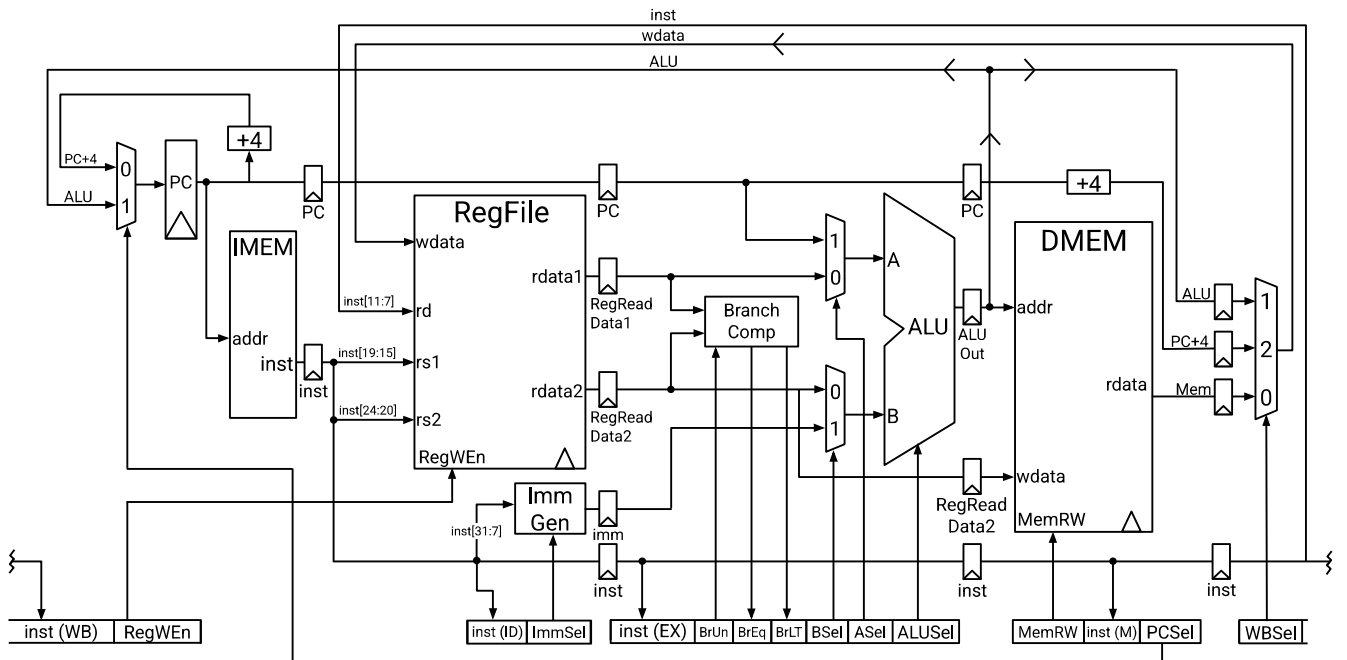 inst
wdata
ALU
+4
PC+4
0
PC
ALU
1
PC
RegFile
PC
PC
+4
IMEM
wdata
rdata1
1
0
A
DMEM
inst[11:7]
rd
RegRead
Data1
Branch
Comp
ALU
ALU
Out
addr
ALU
1
addr
inst
inst
inst[19:15]
rs1
PC+4
2
rdata2
0
rdata
Mem
0
inst[24:20]
rs2
RegRead
Data2
1
B
RegWEn
Imm
Gen
imm
inst[31:7]
wdata
RegRead
Data2
MemRW
inst
inst
inst
inst (WB)
RegWEn
inst (ID)
ImmSel
inst (EX)
BrUn
BrEq
BrLT
BSel
ASel
ALUSel
MemRW
inst (M)
PCSel
WBSel